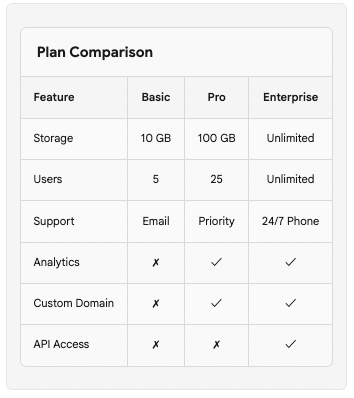 Plan Comparison
Feature Basic Pro Enterprise
Storage 10 GB 100 GB Unlimited
Users 5 25 Unlimited
Support Email Priority 24/7 Phone
Analytics ✗ ✓ ✓
Custom Domain ✗ ✓ ✓
API Access ✗ ✗ ✓